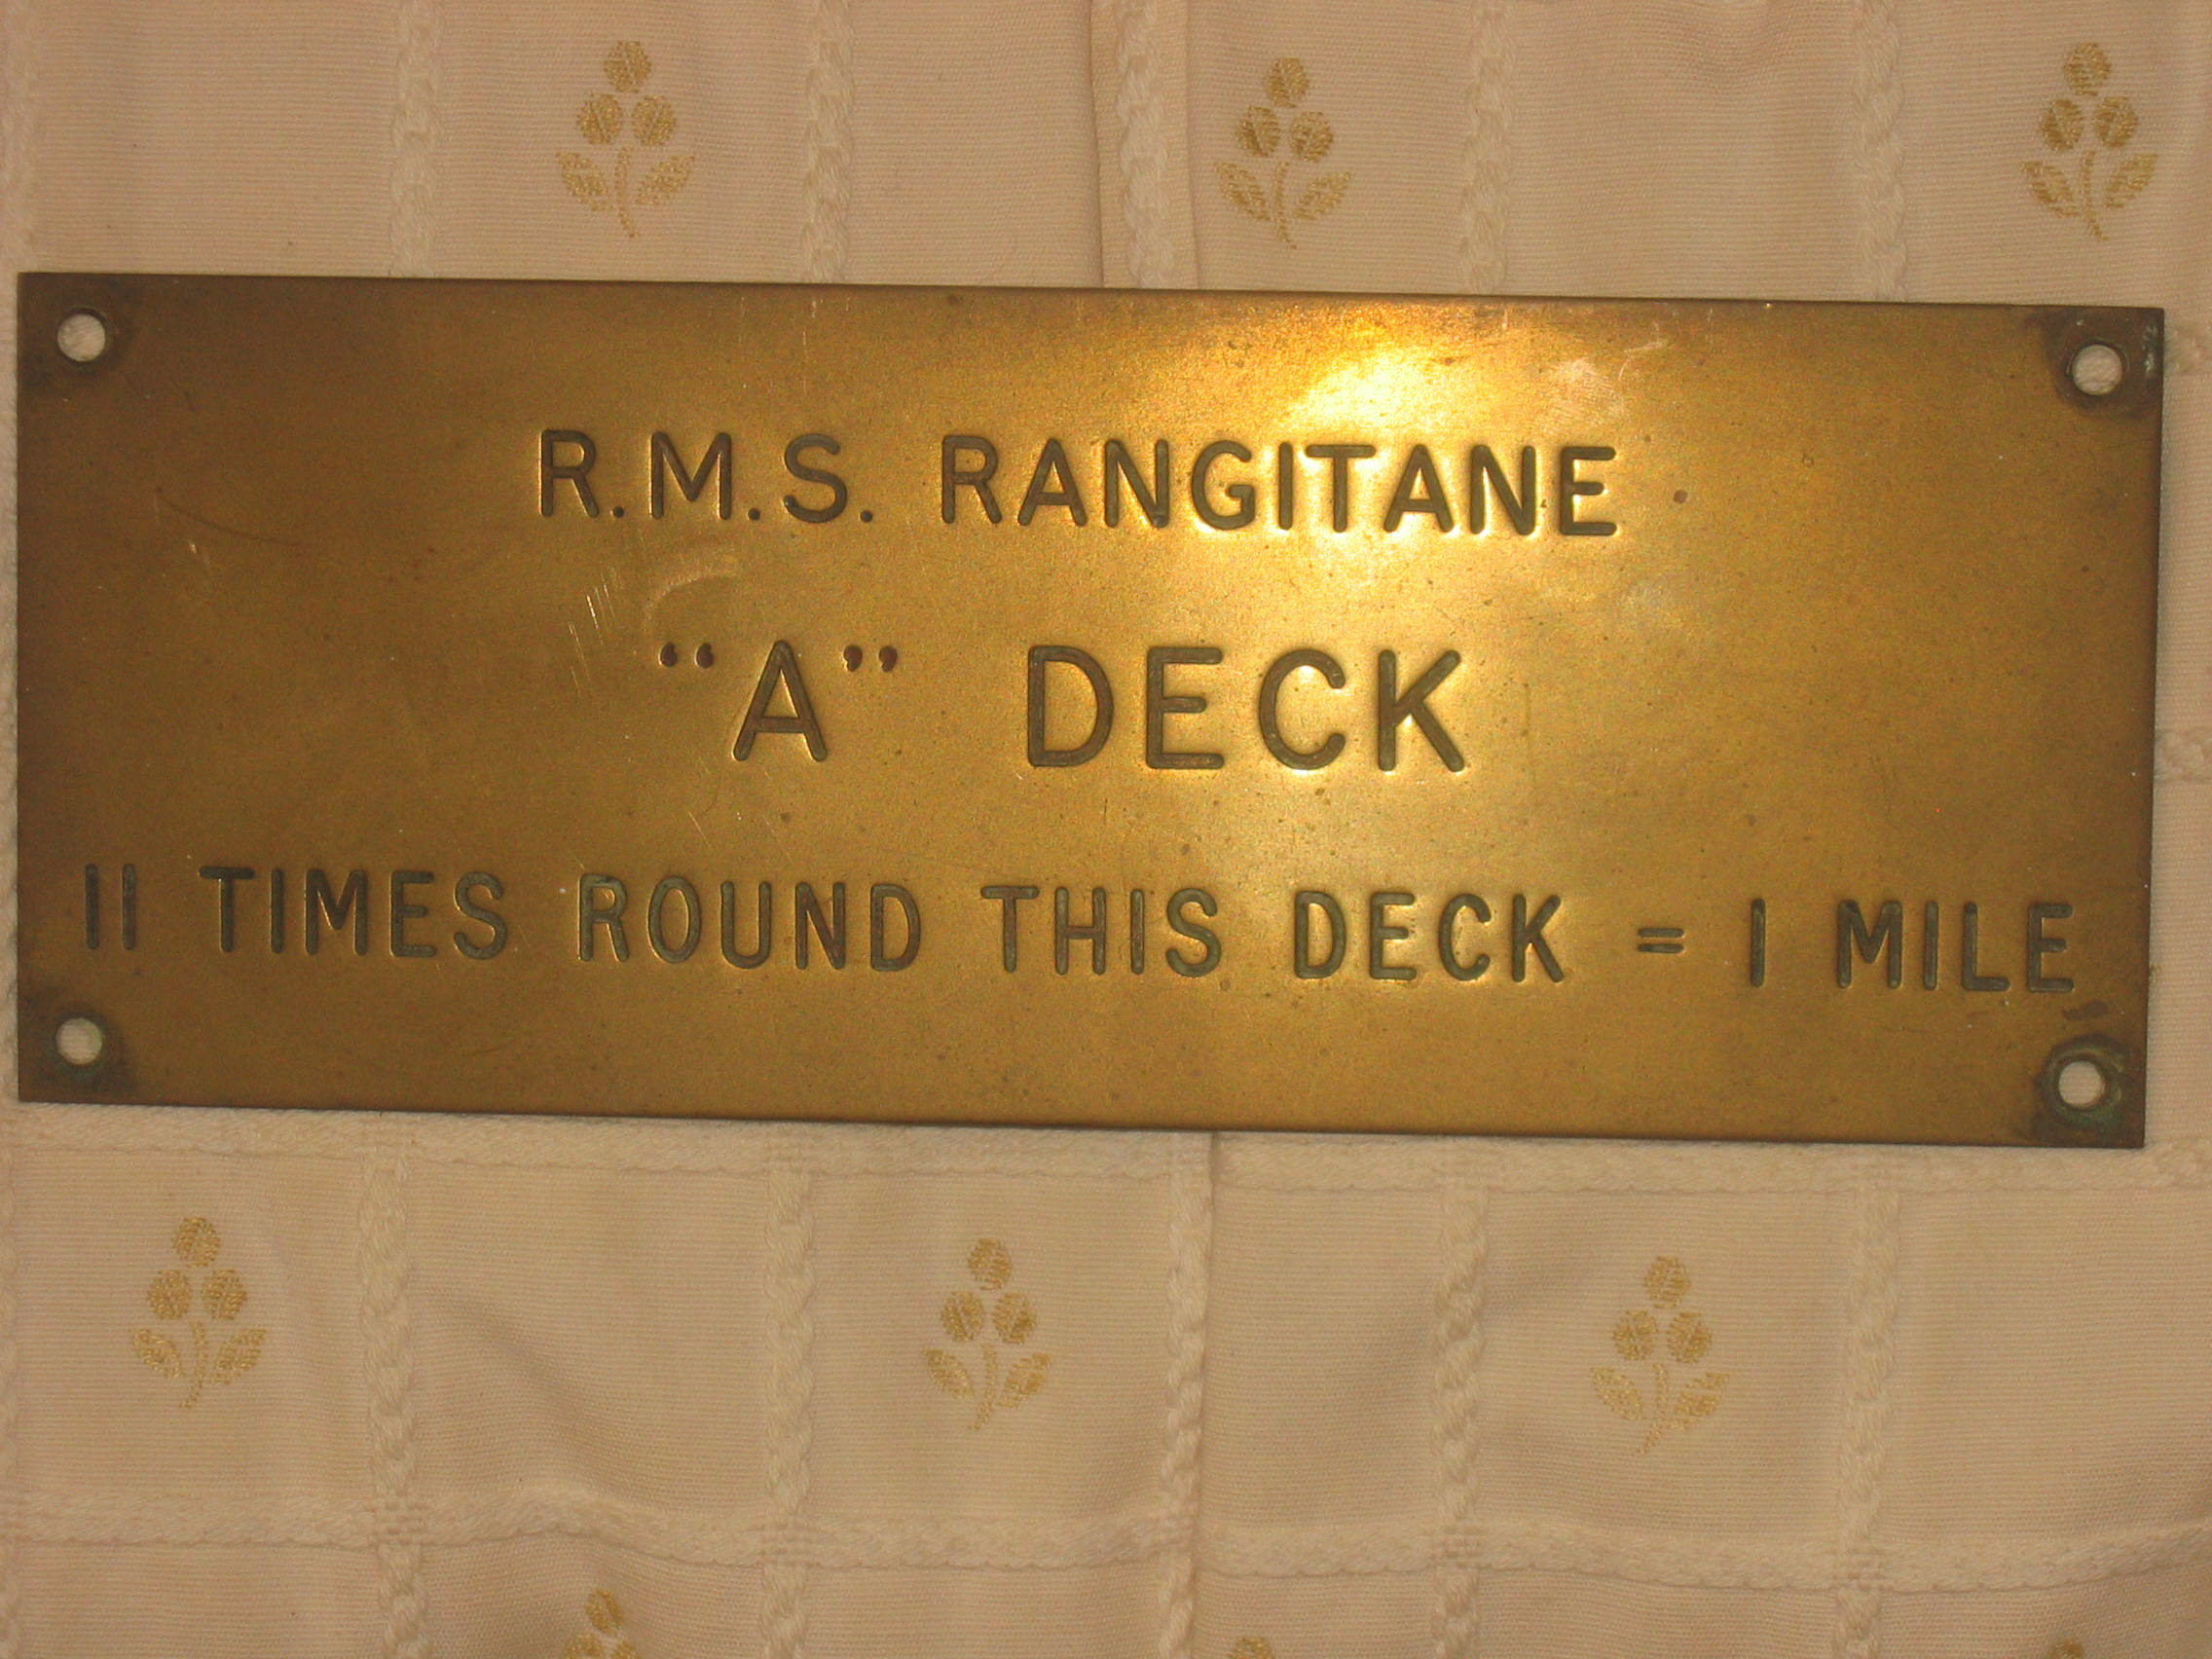 R.M.S. RANGITANE
“A” DECK
11 TIMES ROUND THIS DECK = 1 MILE